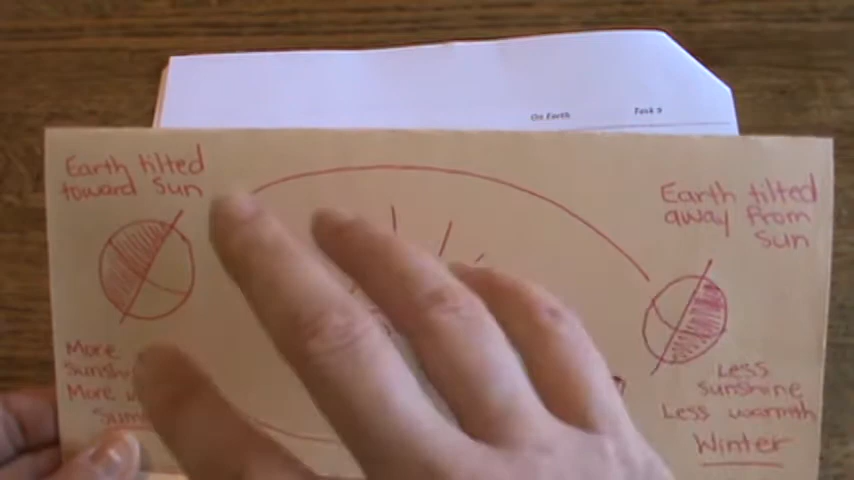 On Earth Task 9
Earth tilted
toward Sun
Earth tilted
away from
Sun
More
More
Less
sunshine
Less warmth
Winter